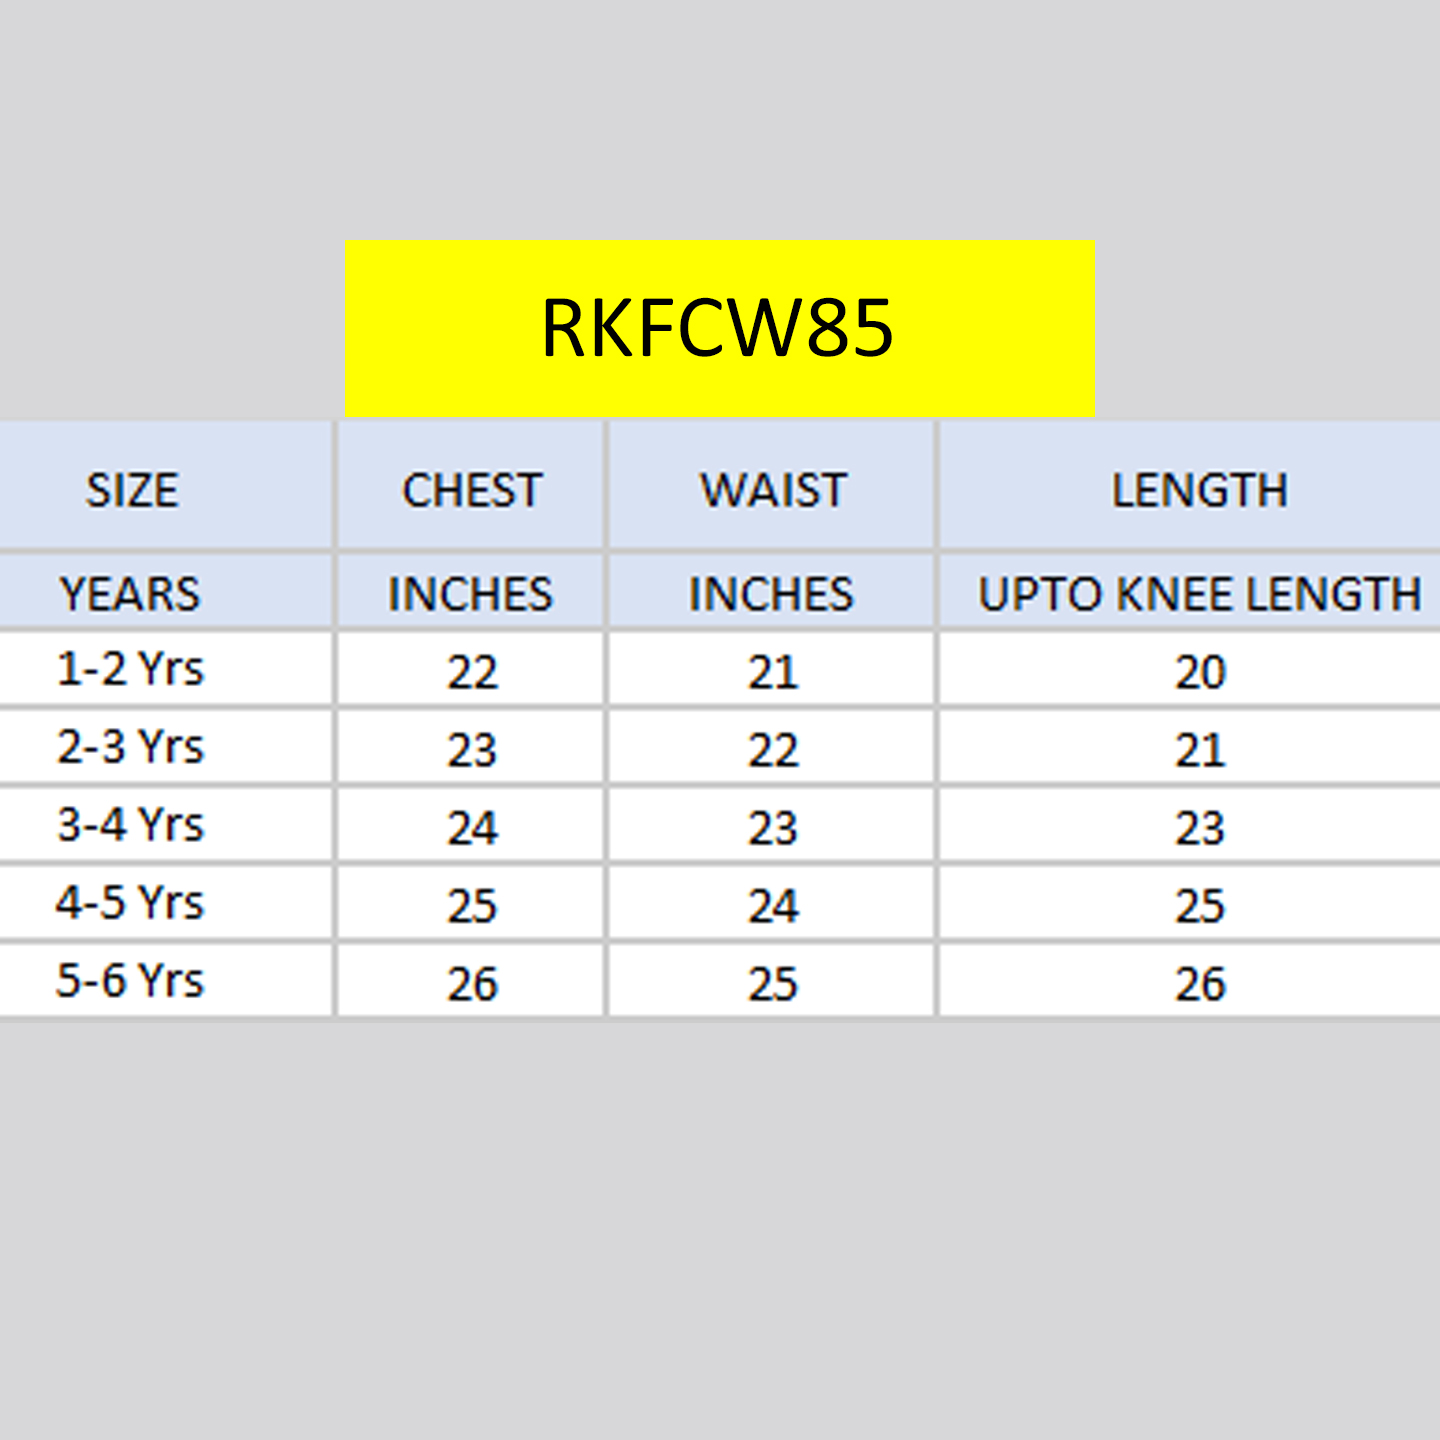 RKFCW85
SIZE CHEST WAIST LENGTH
YEARS INCHES INCHES UPTO KNEE LENGTH
1-2 Yrs 22 21 20
2-3 Yrs 23 22 21
3-4 Yrs 24 23 23
4-5 Yrs 25 24 25
5-6 Yrs 26 25 26